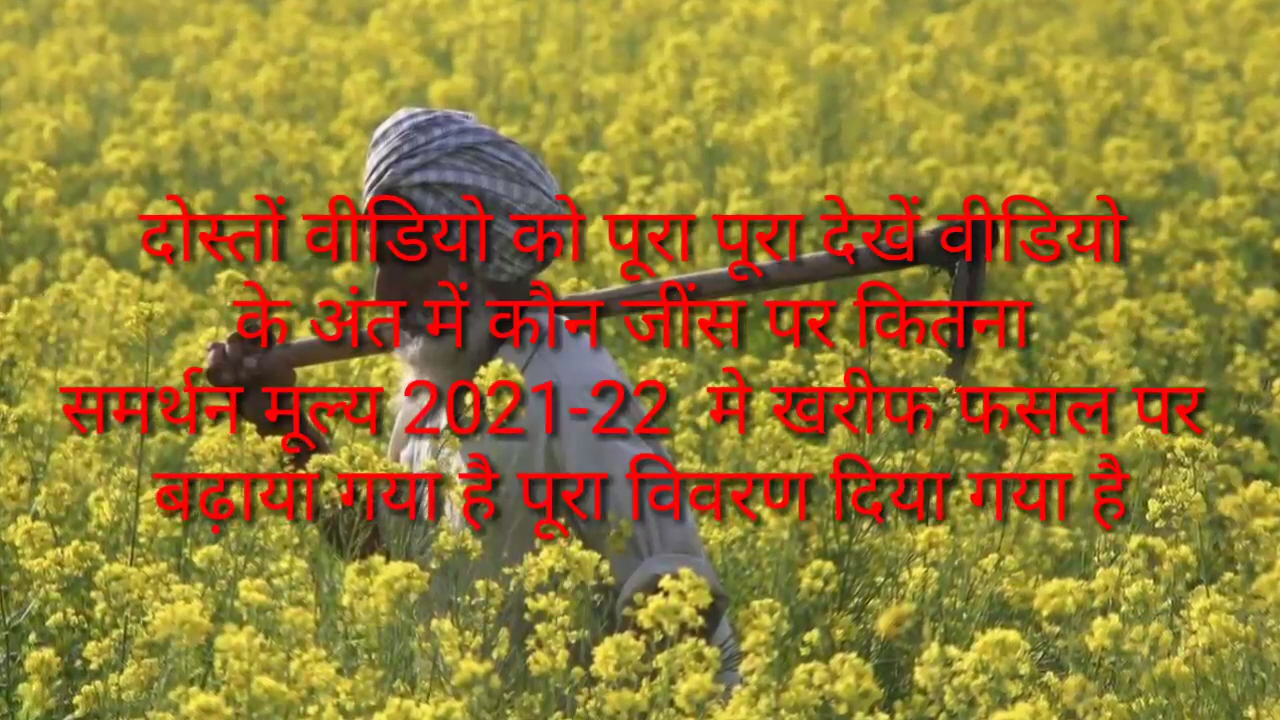 दोस्तों वीडियो को पूरा पूरा देखें वीडियो
के अंत में कौन जींस पर कितना
समर्थन मूल्य 2021-22 मे खरीफ फसल पर
बढ़ाया गया है पूरा विवरण दिया गया है